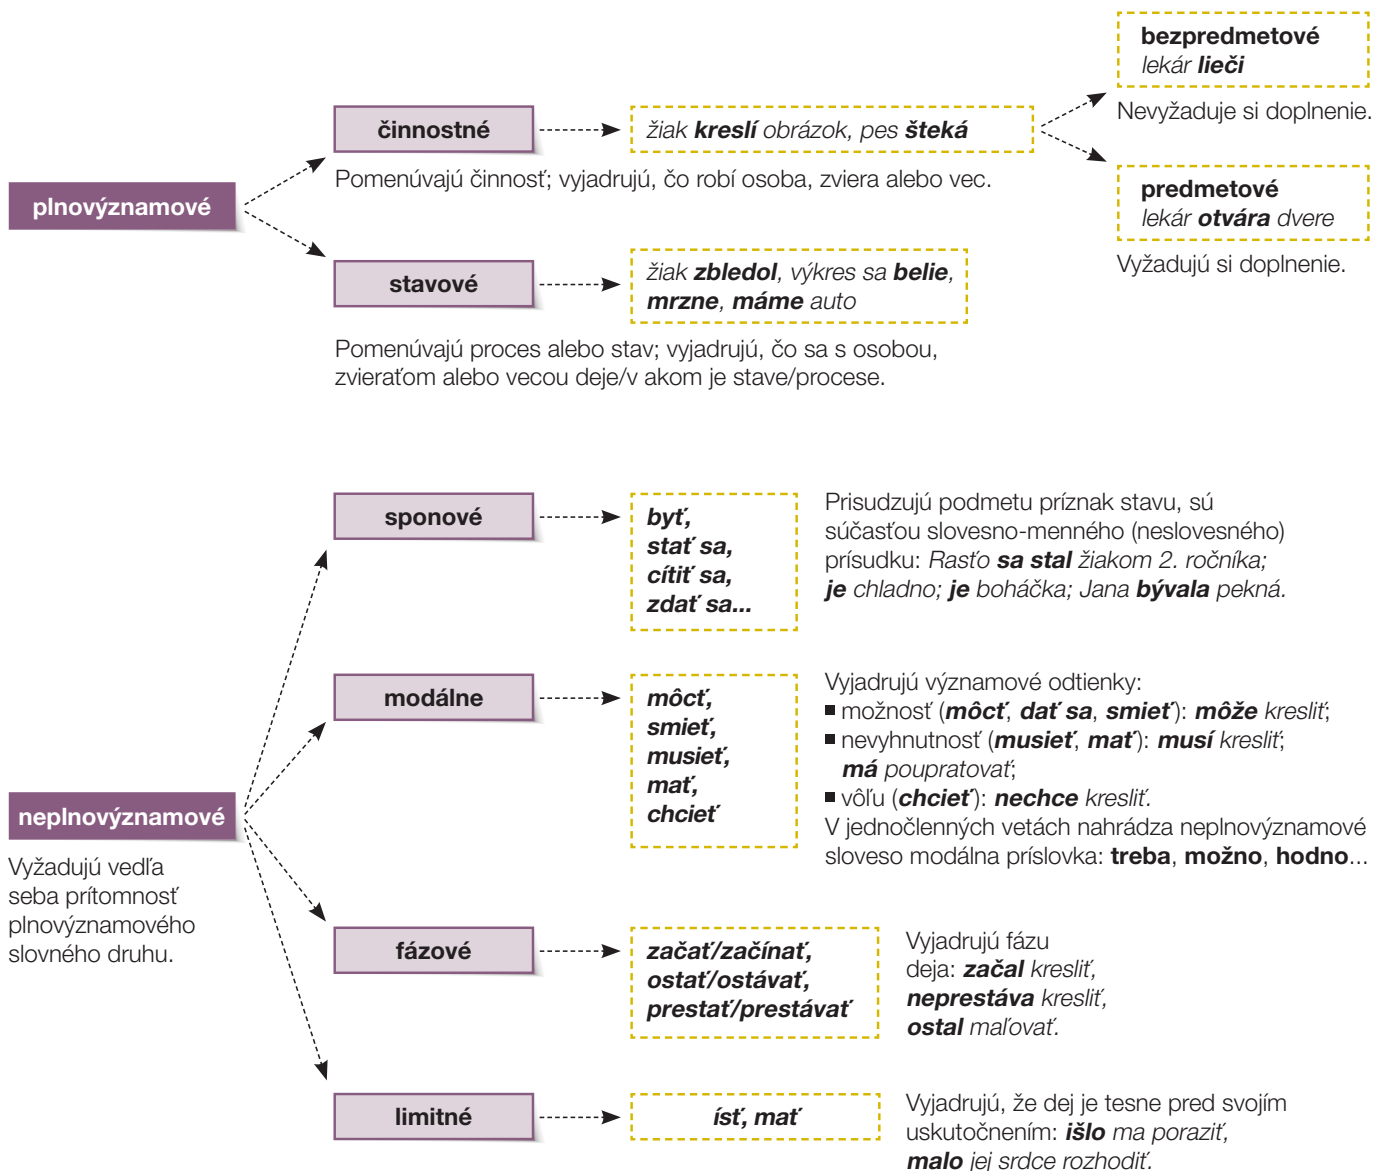 plnovýznamové
činnostné
žiak kreslí obrázok, pes šteká
Pomenúvajú činnosť; vyjadrujú, čo robí osoba, zviera alebo vec.
bezpredmetové
lekár lieči
Nevyžaduje si doplnenie.
predmetové
lekár otvára dvere
Vyžadujú si doplnenie.
stavové
žiak zbledol, výkres sa belie,
mrzne, máme auto
Pomenúvajú proces alebo stav; vyjadrujú, čo sa s osobou,
zvieraťom alebo vecou deje/v akom je stave/procese.
neplnovýznamové
Vyžadujú vedľa
seba prítomnosť
plnovýznamového
slovného druhu.
sponové
byť,
stať sa,
cítiť sa,
zdať sa...
Prisudzujú podmetu príznak stavu, sú
súčasťou slovesno-menného (neslovesného)
prísudku: Rasťo sa stal žiakom 2. ročníka;
je chladno; je boháčka; Jana bývala pekná.
modálne
môcť,
smieť,
musieť,
mať,
chcieť
Vyjadrujú významové odtienky:
■ možnosť (môcť, dať sa, smieť): môže kresliť;
■ nevyhnutnosť (musieť, mať): musí kresliť;
má poupratovať;
■ vôľu (chcieť): nechce kresliť.
V jednočlenných vetách nahrádza neplnovýznamové
sloveso modálna príslovka: treba, možno, hodno...
fázové
začať/začínať,
ostať/ostávať,
prestať/prestávať
Vyjadrujú fázu
deja: začal kresliť,
neprestáva kresliť,
ostal maľovať.
limitné
ísť, mať
Vyjadrujú, že dej je tesne pred svojím
uskutočnením: išlo ma poraziť,
malo jej srdce rozhodiť.